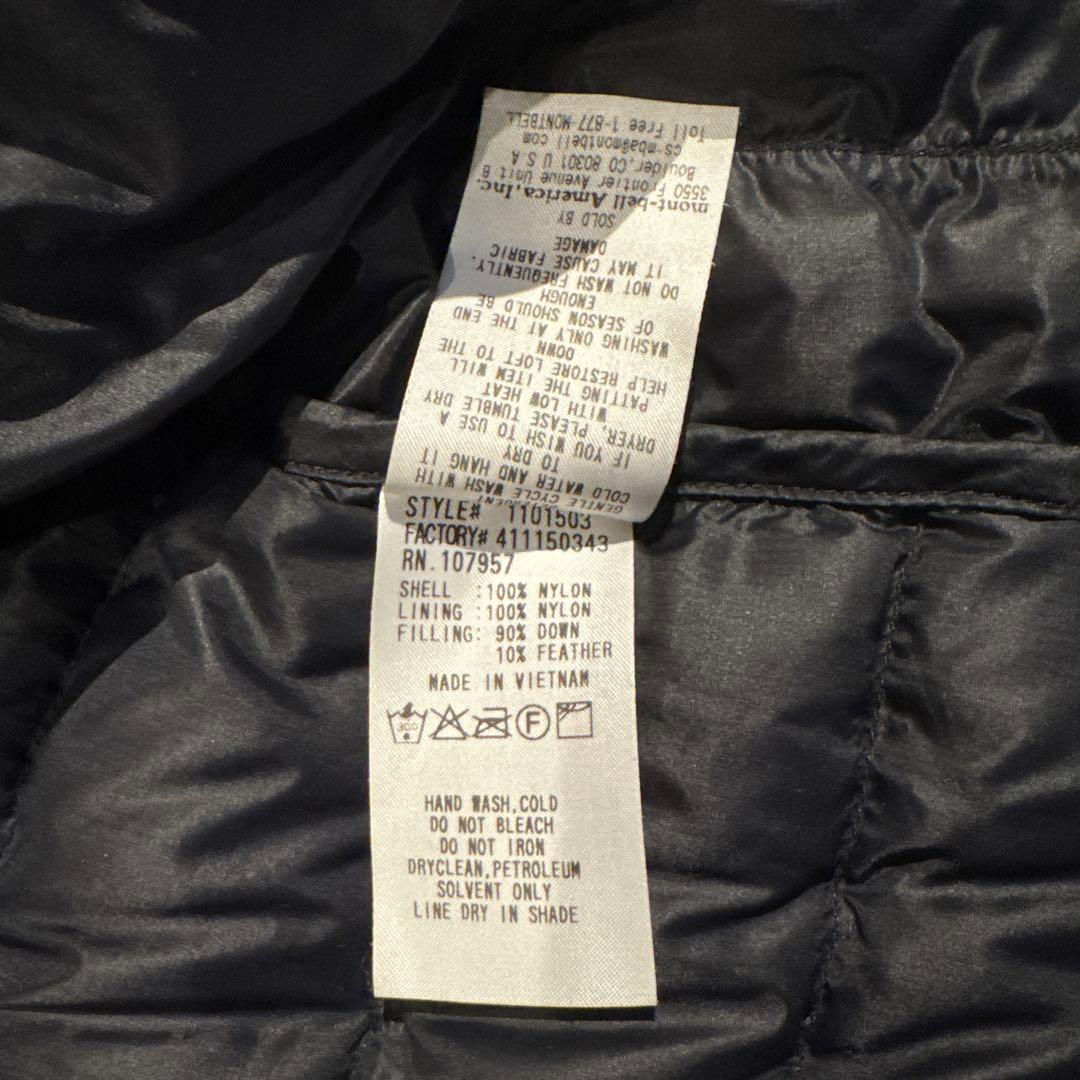 GENTLE CYCLE WASH WITH
COLD WATER AND HANG IT
TO DRY
IF YOU WISH TO USE A
DRYER, PLEASE TUMBLE DRY
WITH LOW HEAT
PATTING THE ITEM WILL
HELP RESTORE LOFT TO THE
DOWN
WASHING ONLY AT THE END
OF SEASON SHOULD BE
ENOUGH
DO NOT WASH FREQUENTLY.
IT MAY CAUSE FABRIC
DAMAGE
SOLD BY
mont-bell America,Inc.
3550 Frontier Avenue Unit B
Boulder,CO 80301 U S A
cs-mba@montbell com
Toll Free 1-877-MONTBELL
STYLE# 1101503
FACTORY# 411150343
RN.107957
SHELL :100% NYLON
LINING :100% NYLON
FILLING: 90% DOWN
10% FEATHER
MADE IN VIETNAM
F
HAND WASH,COLD
DO NOT BLEACH
DO NOT IRON
DRYCLEAN,PETROLEUM
SOLVENT ONLY
LINE DRY IN SHADE